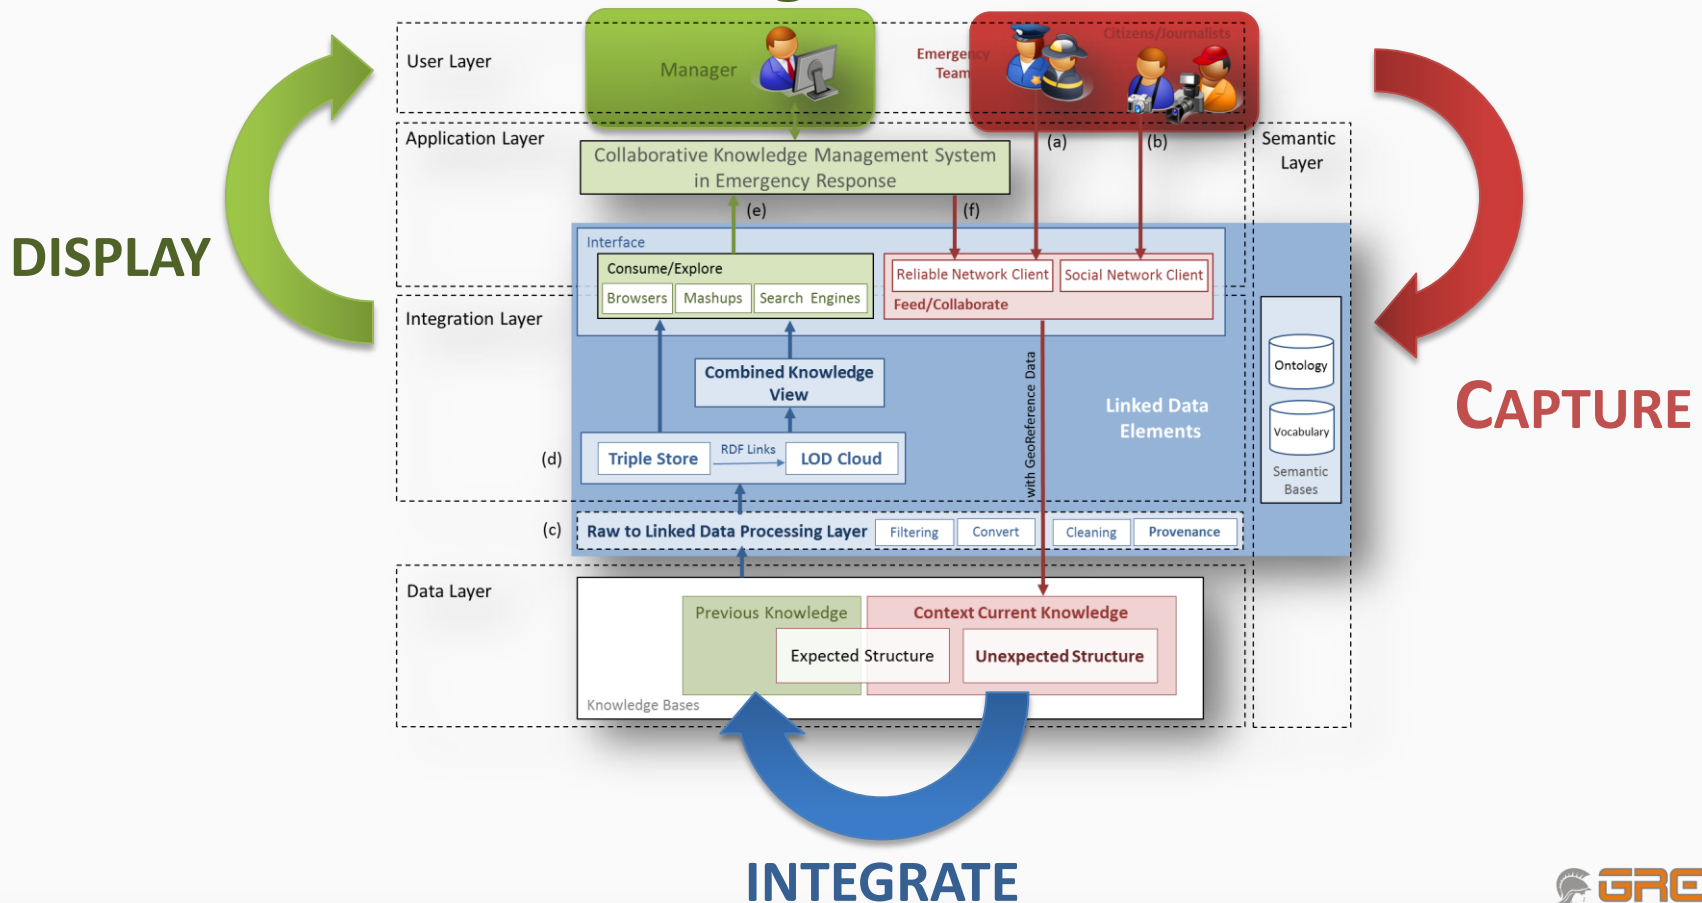 User Layer
Manager
Emergency
Team
Citizens/Journalists
Application Layer
(a)
(b)
Semantic
Layer
Collaborative Knowledge Management System
in Emergency Response
(e)
(f)
DISPLAY
Interface
Consume/Explore
Browsers
Mashups
Search Engines
Reliable Network Client
Social Network Client
Feed/Collaborate
Integration Layer
Combined Knowledge
View
with GeoReference Data
Linked Data
Elements
Ontology
Vocabulary
Semantic
Bases
CAPTURE
(d)
Triple Store
RDF Links
LOD Cloud
(c)
Raw to Linked Data Processing Layer
Filtering
Convert
Cleaning
Provenance
Data Layer
Previous Knowledge
Context Current Knowledge
Expected Structure
Unexpected Structure
Knowledge Bases
INTEGRATE